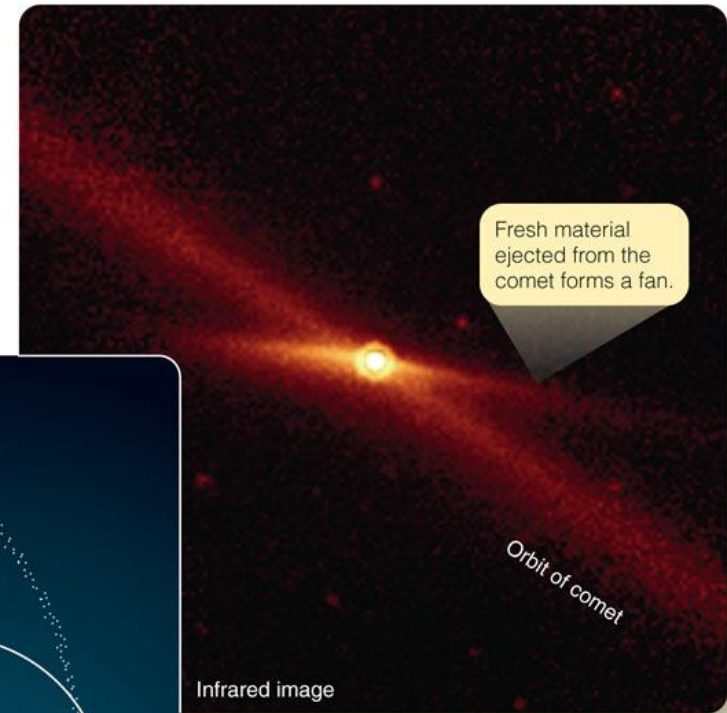 Fresh material
ejected from the
comet forms a fan.
Orbit of comet
Infrared image